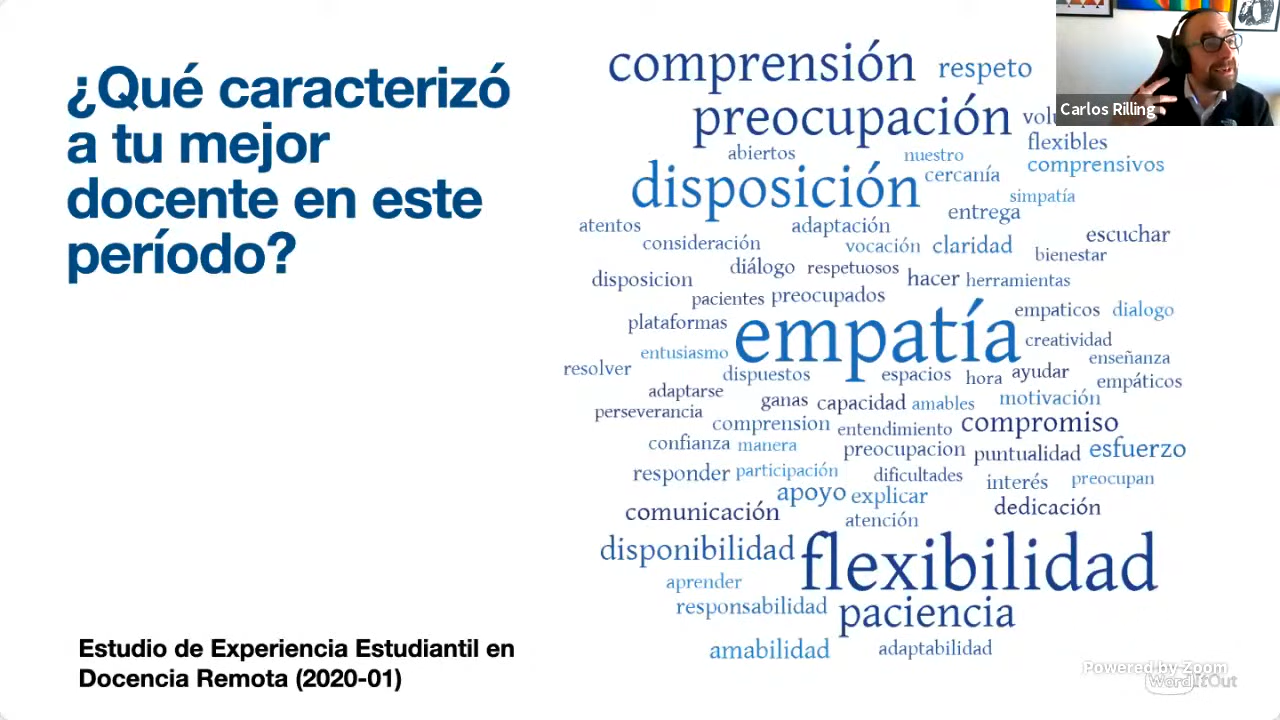 ¿Qué caracterizó
a tu mejor
docente en este
período?
Estudio de Experiencia Estudiantil en
Docencia Remota (2020-01)
comprensión respeto
preocupación
flexibles
abiertos nuestro comprensivos
disposición cercanía
simpatía
atentos adaptación entrega
consideración vocación claridad escuchar
bienestar
disposicion diálogo respetuosos hacer herramientas
pacientes preocupados
plataformas empatía empaticos dialogo
entusiasmo creatividad
enseñanza
resolver dispuestos espacios hora ayudar empáticos
adaptarse ganas capacidad amables motivación
perseverancia comprension entendimiento compromiso
confianza manera preocupacion puntualidad esfuerzo
responder participación dificultades interés preocupan
apoyo explicar
comunicación atención dedicación
disponibilidad flexibilidad
aprender
responsabilidad paciencia
amabilidad adaptabilidad
Carlos Rilling
Powered by Zoom
WordItOut